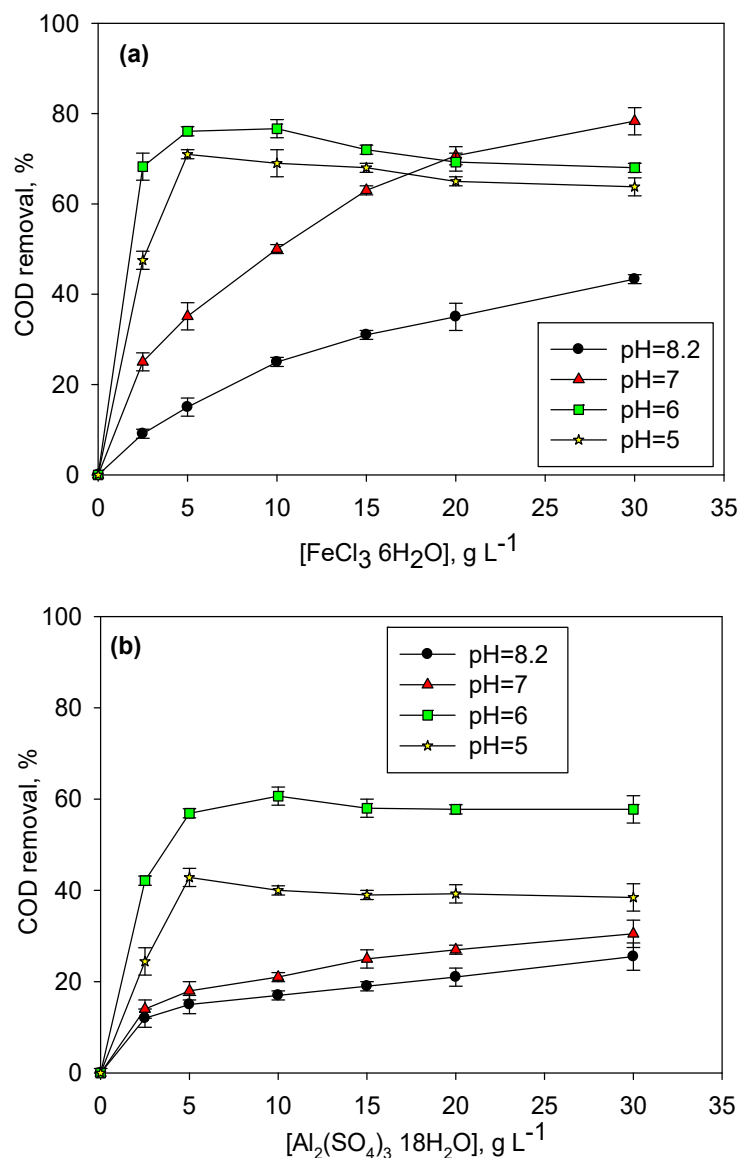 100
(a)
80
60
40
20
0
COD removal, %
pH=8.2
pH=7
pH=6
pH=5
0 5 10 15 20 25 30 35
[FeCl3 6H2O], g L-1
100
(b)
80
60
40
20
0
COD removal, %
pH=8.2
pH=7
pH=6
pH=5
0 5 10 15 20 25 30 35
[Al2(SO4)3 18H2O], g L-1